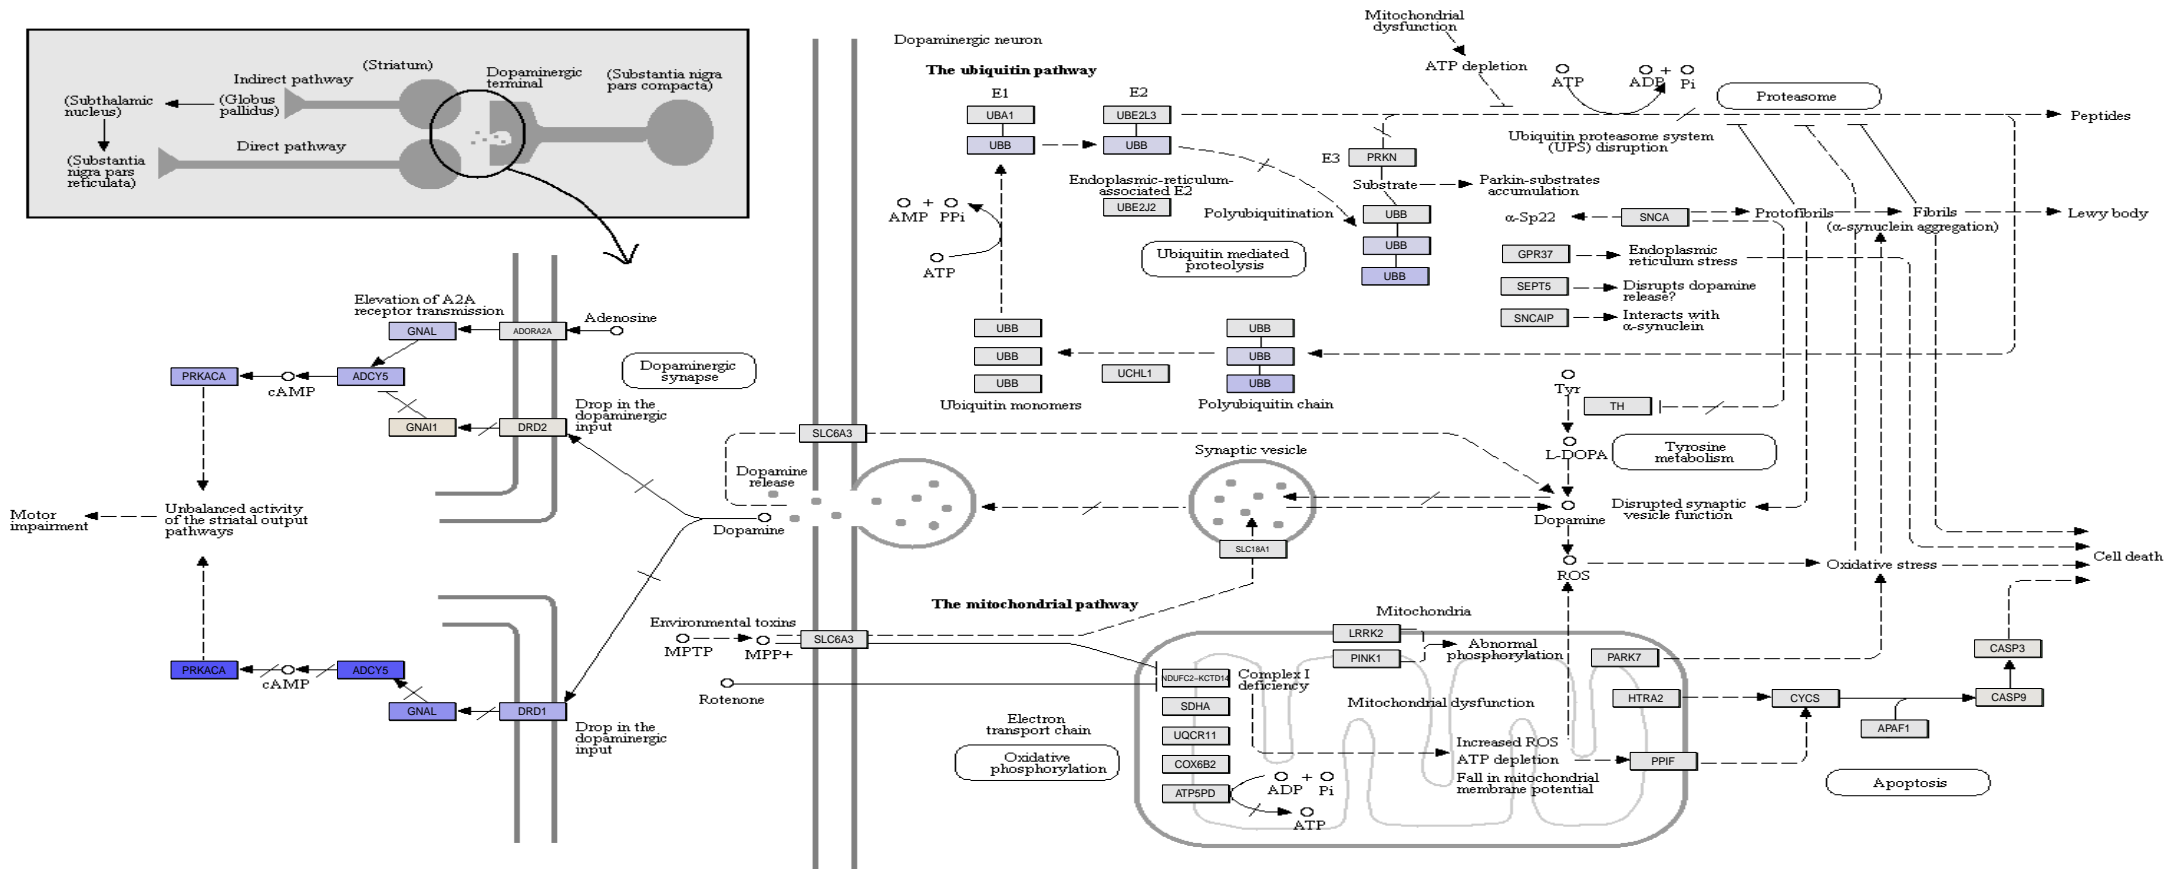 (Striatum)
Indirect pathway
Dopaminergic
terminal
(Substantia nigra
pars compacta)
(Subthalamic
nucleus)
(Globus
pallidus)
Direct pathway
(Substantia
nigra pars
reticulata)
Dopaminergic neuron
The ubiquitin pathway
E1
E2
UBA1
UBB
UBE2L3
UBB
Endoplasmic-reticulum-
associated E2
UBE2J2
Mitochondrial
dysfunction
ATP depletion
ATP
ADP
+
Pi
Proteasome
Peptides
Ubiquitin proteasome system
(UPS) disruption
E3
PRKN
Substrate
Parkin-substrates
accumulation
Polyubiquitination
UBB
UBB
UBB
Ubiquitin mediated
proteolysis
AMP
+
PPi
ATP
α-Sp22
SNCA
Protofibrils
Fibrils
(α-synuclein aggregation)
Lewy body
GPR37
Endoplasmic
reticulum stress
SEPT5
Disrupts dopamine
release?
SNCAIP
Interacts with
α-synuclein
UBB
UBB
UBB
Ubiquitin monomers
UCHL1
UBB
UBB
UBB
Polyubiquitin chain
Elevation of A2A
receptor transmission
GNAL
ADORA2A
Adenosine
PRKACA
cAMP
ADCY5
Dopaminergic
synapse
GNAI1
DRD2
Drop in the
dopaminergic
input
Tyr
TH
L-DOPA
Tyrosine
metabolism
Dopamine
Disrupted synaptic
vesicle function
ROS
Oxidative stress
Cell death
SLC6A3
Dopamine
release
Dopamine
Synaptic vesicle
SLC18A1
Motor
impairment
Unbalanced activity
of the striatal output
pathways
PRKACA
cAMP
ADCY5
GNAL
DRD1
Drop in the
dopaminergic
input
The mitochondrial pathway
Environmental toxins
MPTP
MPP+
SLC6A3
Rotenone
Mitochondria
LRRK2
PINK1
Abnormal
phosphorylation
PARK7
NDUFC2-KCTD14
Complex I
deficiency
SDHA
UQCR11
COX6B2
ATP5PD
Mitochondrial dysfunction
Electron
transport chain
Oxidative
phosphorylation
Increased ROS
ATP depletion
Fall in mitochondrial
membrane potential
ADP
+
Pi
ATP
HTRA2
PPIF
CYCS
APAF1
CASP9
CASP3
Apoptosis